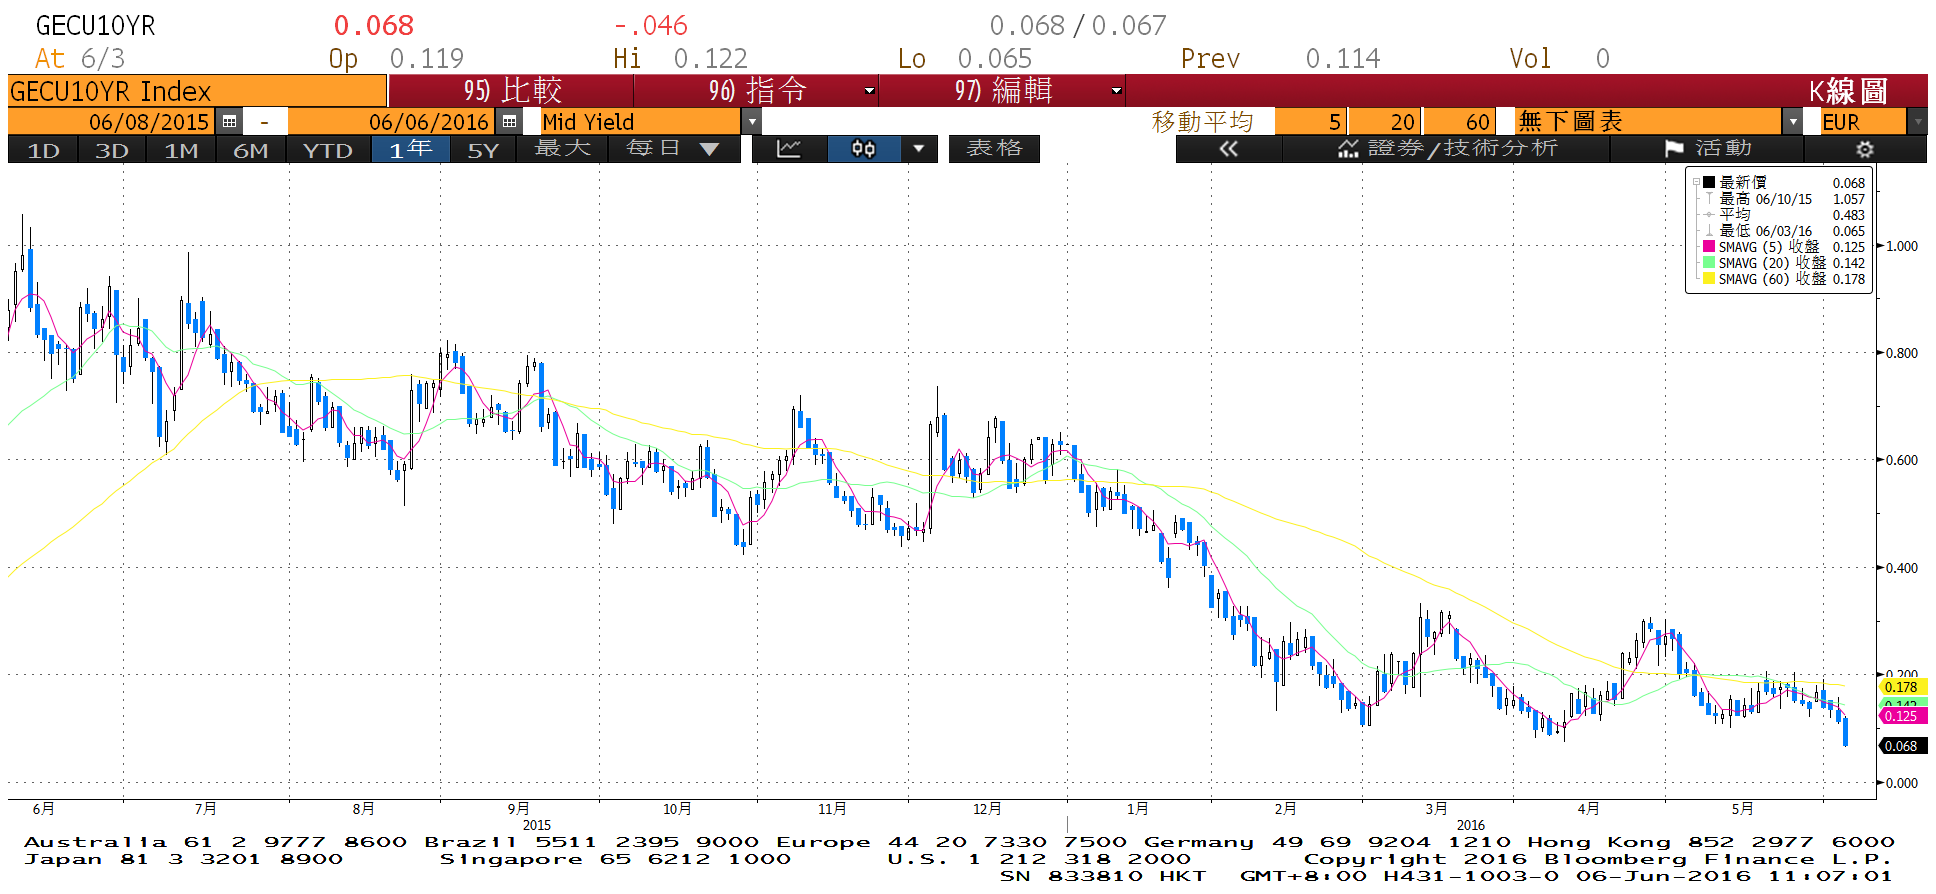 GECU10YR 0.068 -.046 0.068/0.067
At 6/3 Op 0.119 Hi 0.122 Lo 0.065 Prev 0.114 Vol 0
GECU10YR Index 95) 比較 96) 指令 97) 編輯 K線圖
06/08/2015 - 06/06/2016 Mid Yield 移動平均 5 20 60 無下圖表 EUR
1D 3D 1M 6M YTD 1年 5Y 最大 每日 表格 « 證券/技術分析 活動
最新價 0.068
最高 06/10/15 1.057
平均 0.483
最低 06/03/16 0.065
SMAVG (5) 收盤 0.125
SMAVG (20) 收盤 0.142
SMAVG (60) 收盤 0.178
1.000
0.800
0.600
0.400
0.200
0.178
0.142
0.125
0.068
0.000
6月 7月 8月 9月 10月 11月 12月 1月 2月 3月 4月 5月
2015 2016
Australia 61 2 9777 8600 Brazil 5511 2395 9000 Europe 44 20 7330 7500 Germany 49 69 9204 1210 Hong Kong 852 2977 6000
Japan 81 3 3201 8900 Singapore 65 6212 1000 U.S. 1 212 318 2000 Copyright 2016 Bloomberg Finance L.P.
SN 833810 HKT GMT+8:00 H431-1003-0 06-Jun-2016 11:07:01